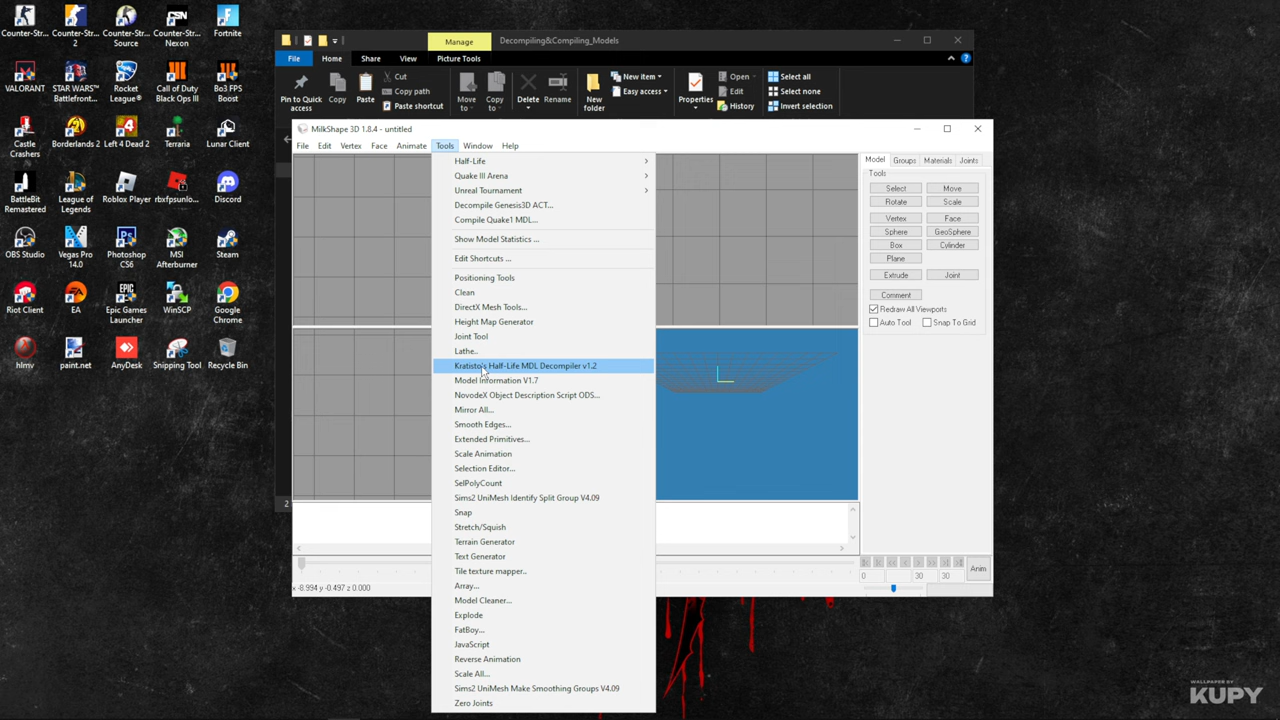 Counter-Str...
Counter-Str... 2
Counter-Str... Source
Counter-Str... Nexon
Fortnite
VALORANT
STAR WARS™ Battlefront...
Rocket League®
Call of Duty Black Ops III
Bo3 FPS Boost
Castle Crashers
Borderlands 2
Left 4 Dead 2
Terraria
Lunar Client
BattleBit Remastered
League of Legends
Roblox Player
rbxfpsunlo...
Discord
OBS Studio
Vegas Pro 14.0
Photoshop CS6
MSI Afterburner
Steam
Riot Client
EA
Epic Games Launcher
WinSCP
Google Chrome
hlmv
paint.net
AnyDesk
Snipping Tool
Recycle Bin
Manage
Decompiling&Compiling_Models
File
Home
Share
View
Picture Tools
Pin to Quick access
Copy
Paste
Cut
Copy path
Paste shortcut
Move to
Copy to
Delete
Rename
New folder
New item
Easy access
Properties
Open
Edit
History
Select all
Select none
Invert selection
2
MilkShape 3D 1.8.4 - untitled
File
Edit
Vertex
Face
Animate
Tools
Window
Help
Half-Life
Quake III Arena
Unreal Tournament
Decompile Genesis3D ACT...
Compile Quake1 MDL...
Show Model Statistics ...
Edit Shortcuts ...
Positioning Tools
Clean
DirectX Mesh Tools...
Height Map Generator
Joint Tool
Lathe..
Kratisto's Half-Life MDL Decompiler v1.2
Model Information V1.7
NovodeX Object Description Script ODS...
Mirror All...
Smooth Edges...
Extended Primitives...
Scale Animation
Selection Editor...
SelPolyCount
Sims2 UniMesh Identify Split Group V4.09
Snap
Stretch/Squish
Terrain Generator
Text Generator
Tile texture mapper..
Array...
Model Cleaner...
Explode
FatBoy...
JavaScript
Reverse Animation
Scale All...
Sims2 UniMesh Make Smoothing Groups V4.09
Zero Joints
Model
Groups
Materials
Joints
Tools
Select
Move
Rotate
Scale
Vertex
Face
Sphere
GeoSphere
Box
Cylinder
Plane
Extrude
Joint
Comment
Redraw All Viewports
Auto Tool
Snap To Grid
0
30
30
Anim
x -8.994 y -0.497 z 0.000
WALLPAPER BY
KUPY